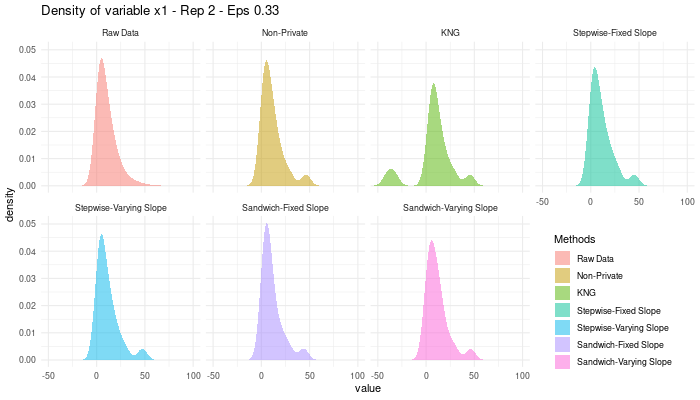 Density of variable x1 - Rep 2 - Eps 0.33
Raw Data
Non-Private
KNG
Stepwise-Fixed Slope
0.05
0.04
0.03
0.02
0.01
0.00
-50 0 50 100
density
Stepwise-Varying Slope
Sandwich-Fixed Slope
Sandwich-Varying Slope
0.05
0.04
0.03
0.02
0.01
0.00
-50 0 50 100
-50 0 50 100
-50 0 50 100
value
Methods
Raw Data
Non-Private
KNG
Stepwise-Fixed Slope
Stepwise-Varying Slope
Sandwich-Fixed Slope
Sandwich-Varying Slope